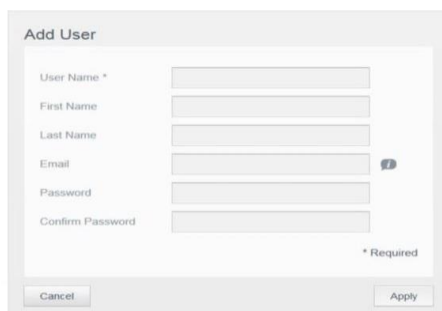 Add User
User Name *
First Name
Last Name
Email
Password
Confirm Password
* Required
Cancel
Apply